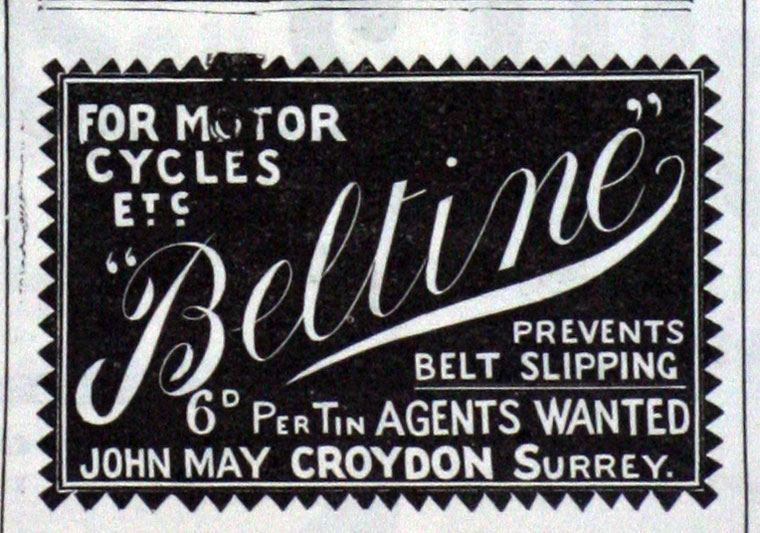 FOR MOTOR
CYCLES
ETC
“Beltine”
PREVENTS
BELT SLIPPING
6D PER TIN AGENTS WANTED
JOHN MAY CROYDON SURREY.